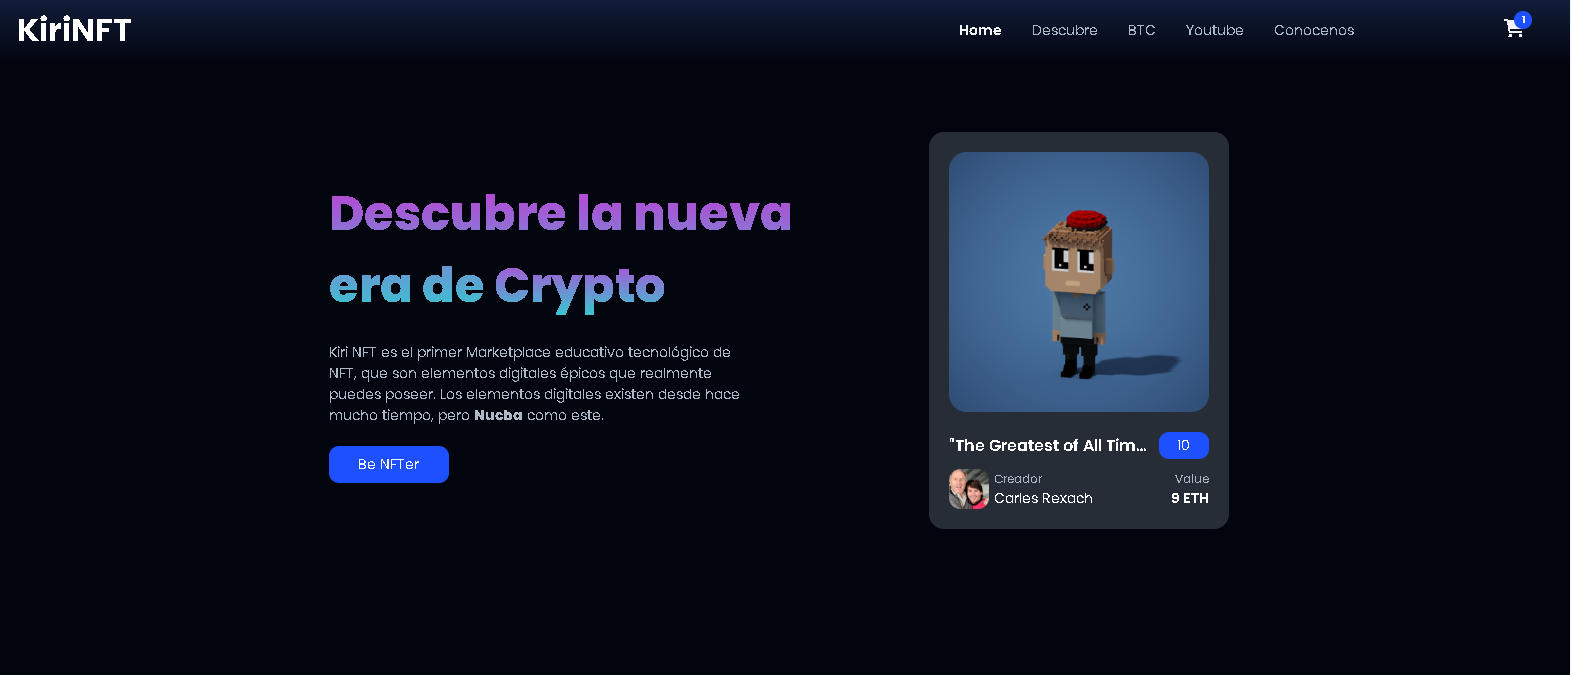 KiriNFT
Home Descubre BTC Youtube Conocenos
1
Descubre la nueva
era de Crypto
Kiri NFT es el primer Marketplace educativo tecnológico de
NFT, que son elementos digitales épicos que realmente
puedes poseer. Los elementos digitales existen desde hace
mucho tiempo, pero Nucba como este.
Be NFTer
"The Greatest of All Tim...
10
Creador
Carles Rexach
Value
9 ETH